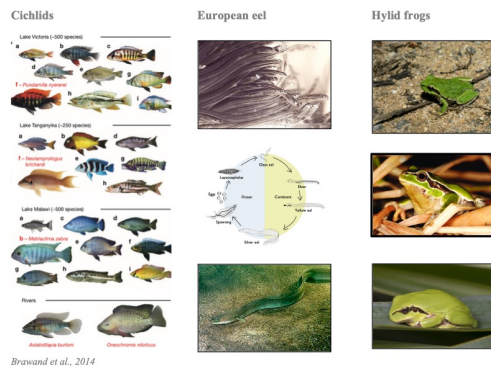 Cichlids
European eel
Hylid frogs
Lake Victoria (~500 species)
a b c
d e g
f - Pundamilia nyererei
h i
Lake Tanganyika (~250 species)
a b d
f - Neolamprologus
brichardi
e g
h
Lake Malawi (~500 species)
a c d
b - Metriaclima zebra
e f
g h i
Rivers
Astatotilapia burtoni
Oreochromis niloticus
Brawand et al., 2014
Glass eel
Leptocephalus
Elver
Eggs
Ocean
Continent
Yellow eel
Spawning
Silver eel